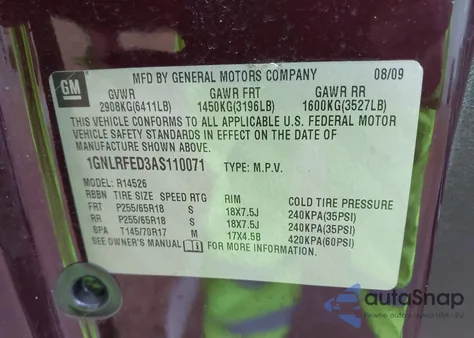 MFD BY GENERAL MOTORS COMPANY 08/09
GM
GVWR GAWR FRT GAWR RR
2908KG(6411LB) 1450KG(3196LB) 1600KG(3527LB)
THIS VEHICLE CONFORMS TO ALL APPLICABLE U.S. FEDERAL MOTOR
VEHICLE SAFETY STANDARDS IN EFFECT ON THE DATE OF
MANUFACTURE SHOWN ABOVE.
1GNLRFED3AS110071 TYPE: M.P.V.
MODEL: R14526
RBBN TIRE SIZE SPEED RTG RIM COLD TIRE PRESSURE
FRT P255/65R18 S 18X7.5J 240KPA(35PSI)
RR P255/65R18 S 18X7.5J 240KPA(35PSI)
SPA T145/70R17 M 17X4.5B 420KPA(60PSI)
SEE OWNER'S MANUAL FOR MORE INFORMATION.
autoSnap